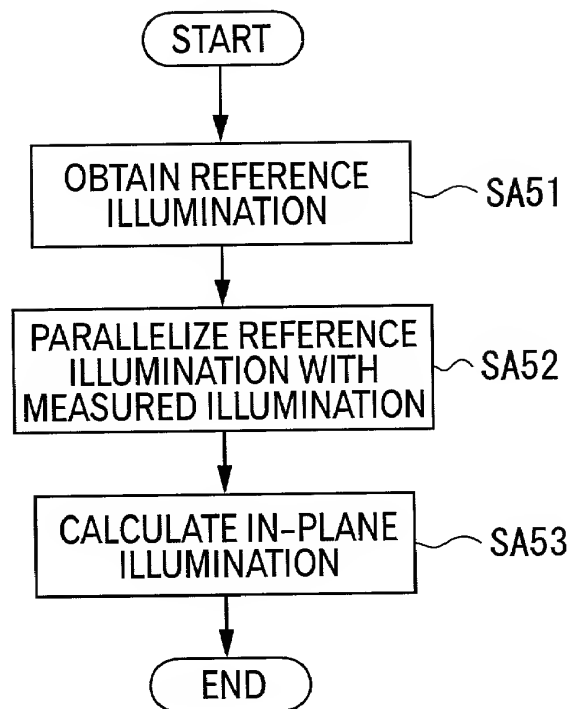 START
OBTAIN REFERENCE
ILLUMINATION
SA51
PARALLELIZE REFERENCE
ILLUMINATION WITH
MEASURED ILLUMINATION
SA52
CALCULATE IN-PLANE
ILLUMINATION
SA53
END